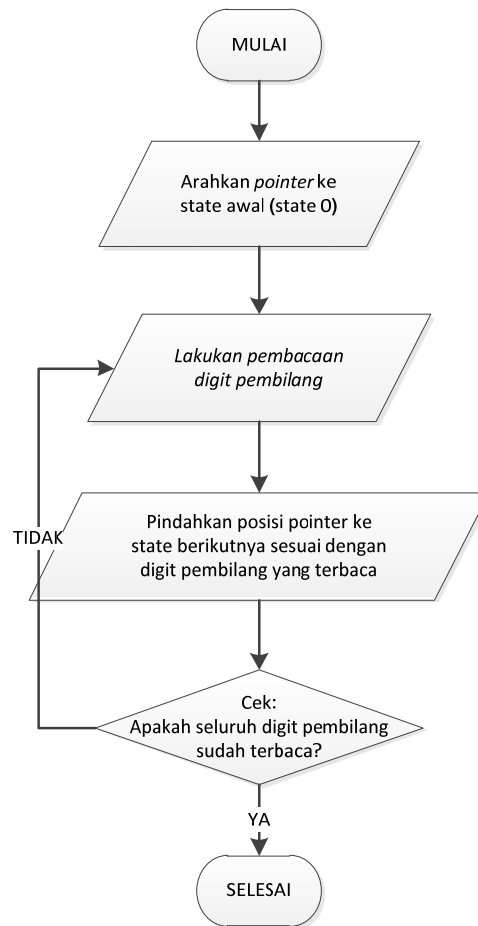 MULAI
Arahkan pointer ke
state awal (state 0)
Lakukan pembacaan
digit pembilang
Pindahkan posisi pointer ke
state berikutnya sesuai dengan
digit pembilang yang terbaca
TIDAK
Cek:
Apakah seluruh digit pembilang
sudah terbaca?
YA
SELESAI